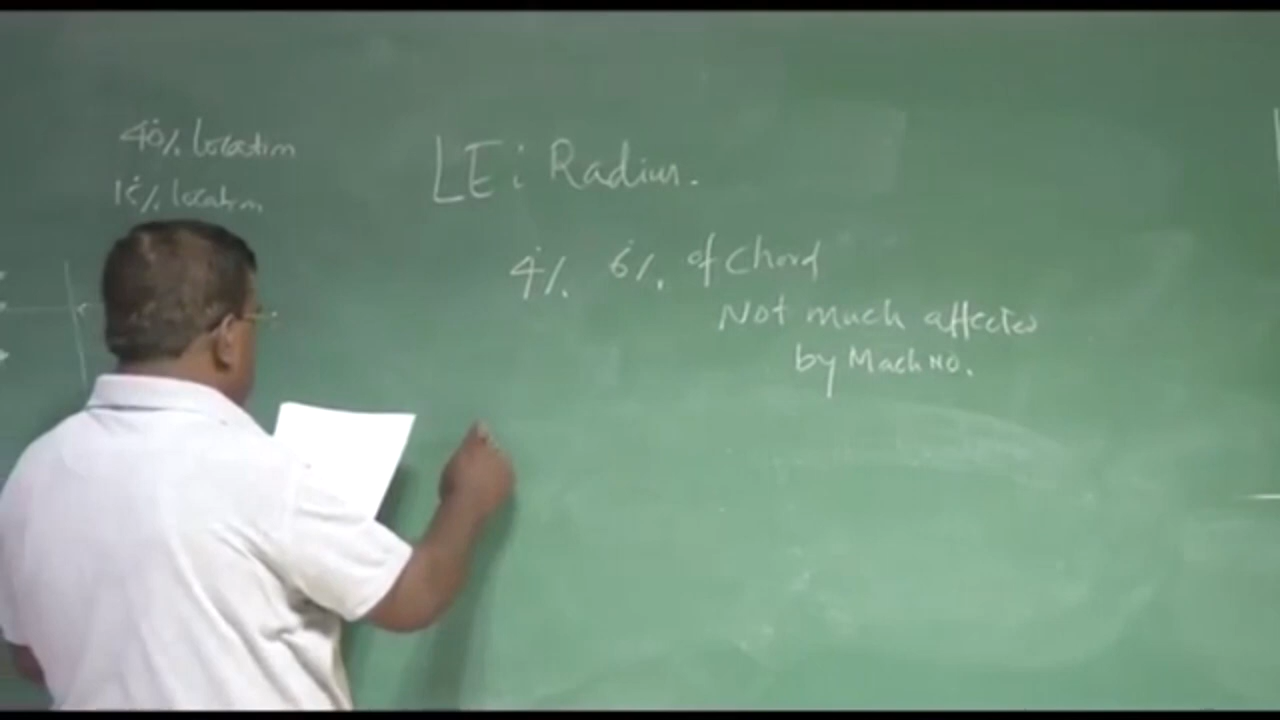 40% location
15% location
LE: Radius.
4%. 6%. of Chord
Not much affected
by Mach NO.